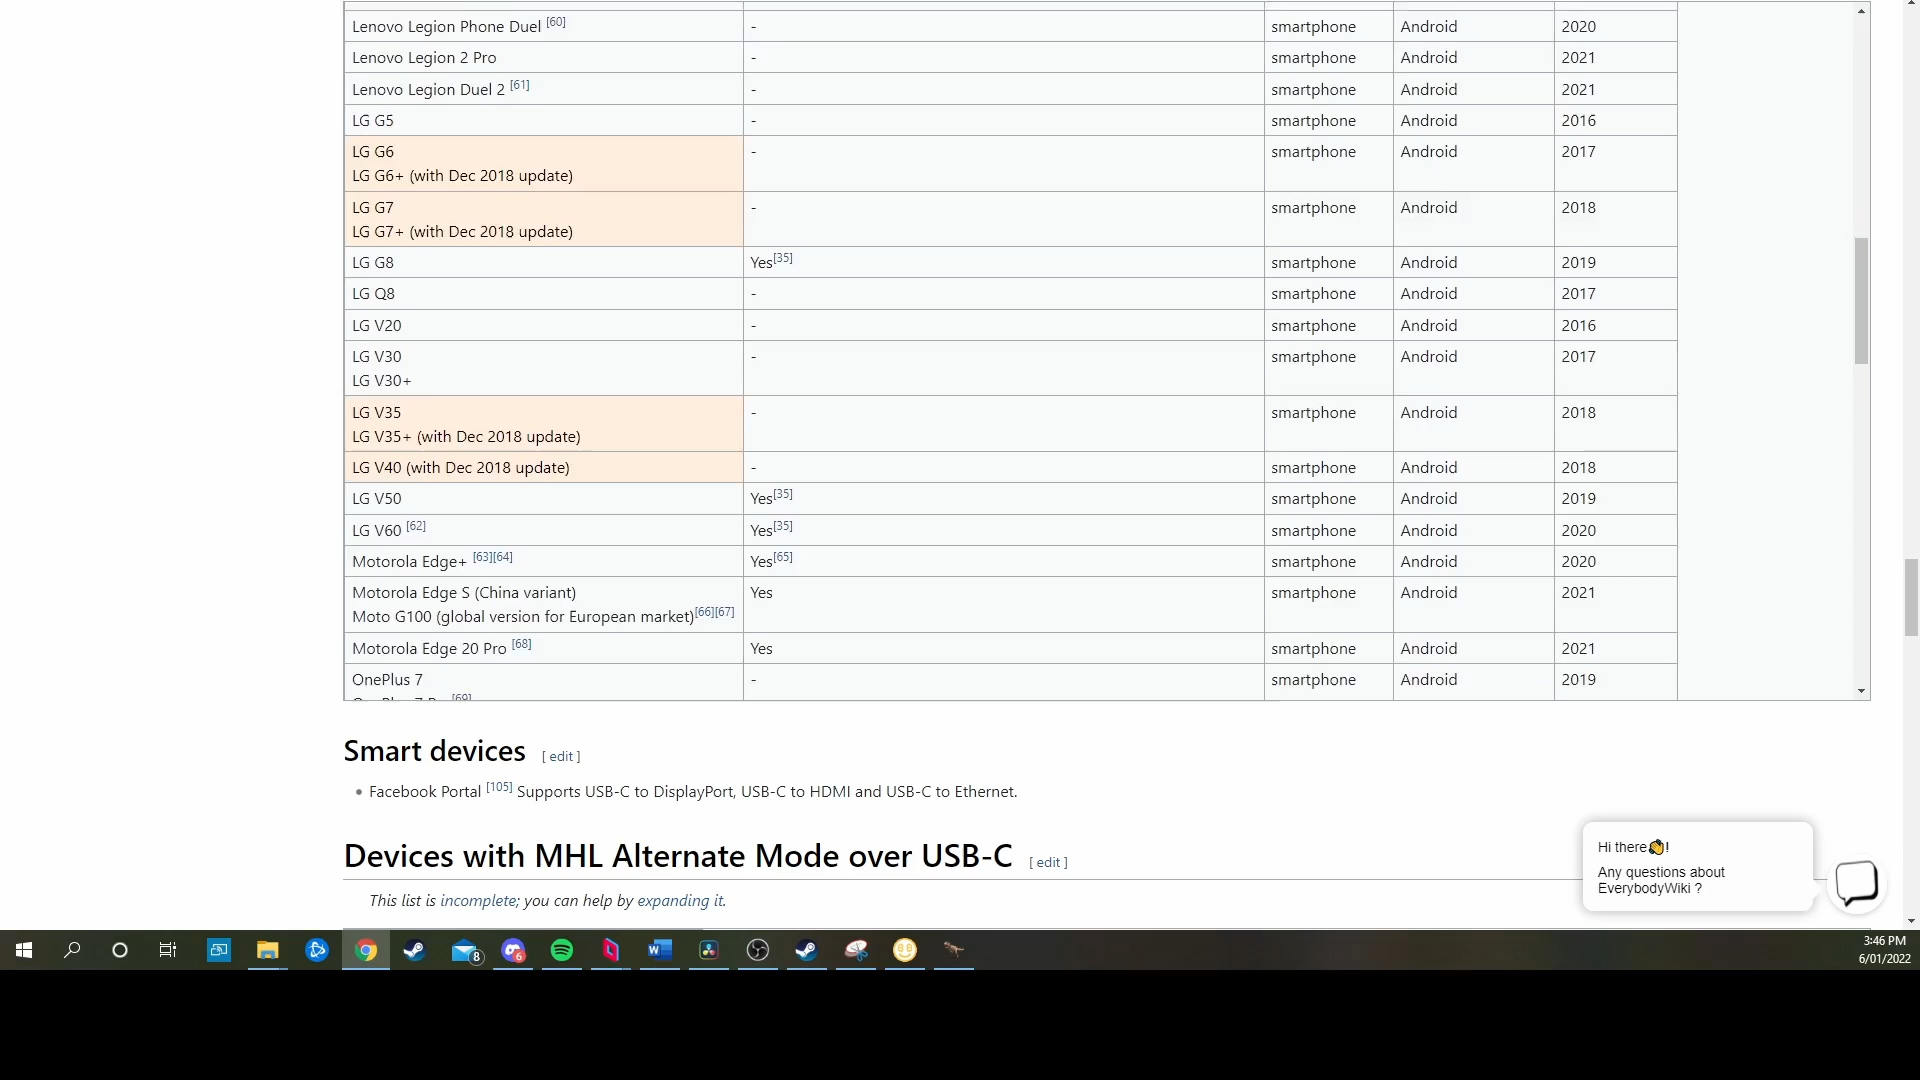 Lenovo Legion Phone Duel [60] - smartphone Android 2020
Lenovo Legion 2 Pro - smartphone Android 2021
Lenovo Legion Duel 2 [61] - smartphone Android 2021
LG G5 - smartphone Android 2016
LG G6 - smartphone Android 2017
LG G6+ (with Dec 2018 update)
LG G7 - smartphone Android 2018
LG G7+ (with Dec 2018 update)
LG G8 Yes[35] smartphone Android 2019
LG Q8 - smartphone Android 2017
LG V20 - smartphone Android 2016
LG V30 - smartphone Android 2017
LG V30+
LG V35 - smartphone Android 2018
LG V35+ (with Dec 2018 update)
LG V40 (with Dec 2018 update) - smartphone Android 2018
LG V50 Yes[35] smartphone Android 2019
LG V60 [62] Yes[35] smartphone Android 2020
Motorola Edge+ [63][64] Yes[65] smartphone Android 2020
Motorola Edge S (China variant) Yes smartphone Android 2021
Moto G100 (global version for European market)[66][67]
Motorola Edge 20 Pro [68] Yes smartphone Android 2021
OnePlus 7 - smartphone Android 2019
[69]
Smart devices [ edit ]
• Facebook Portal [105] Supports USB-C to DisplayPort, USB-C to HDMI and USB-C to Ethernet.
Devices with MHL Alternate Mode over USB-C [ edit ]
This list is incomplete; you can help by expanding it.
Hi there👏!
Any questions about
EverybodyWiki ?
8
6
W
3:46 PM
6/01/2022